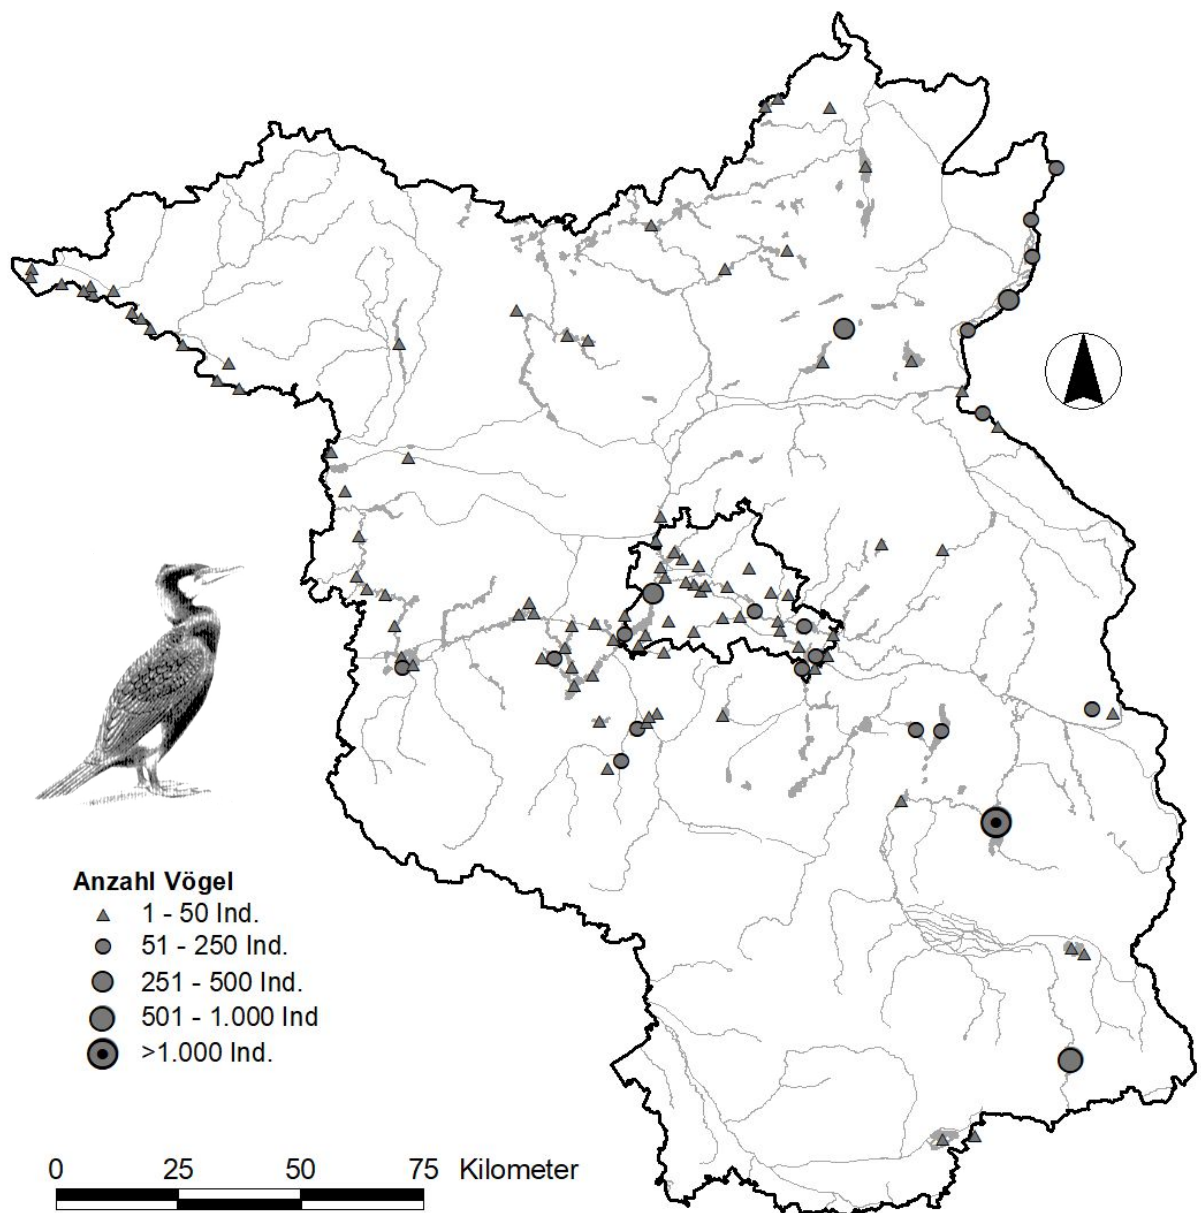 Anzahl Vögel
1 - 50 Ind.
51 - 250 Ind.
251 - 500 Ind.
501 - 1.000 Ind
>1.000 Ind.
0 25 50 75 Kilometer